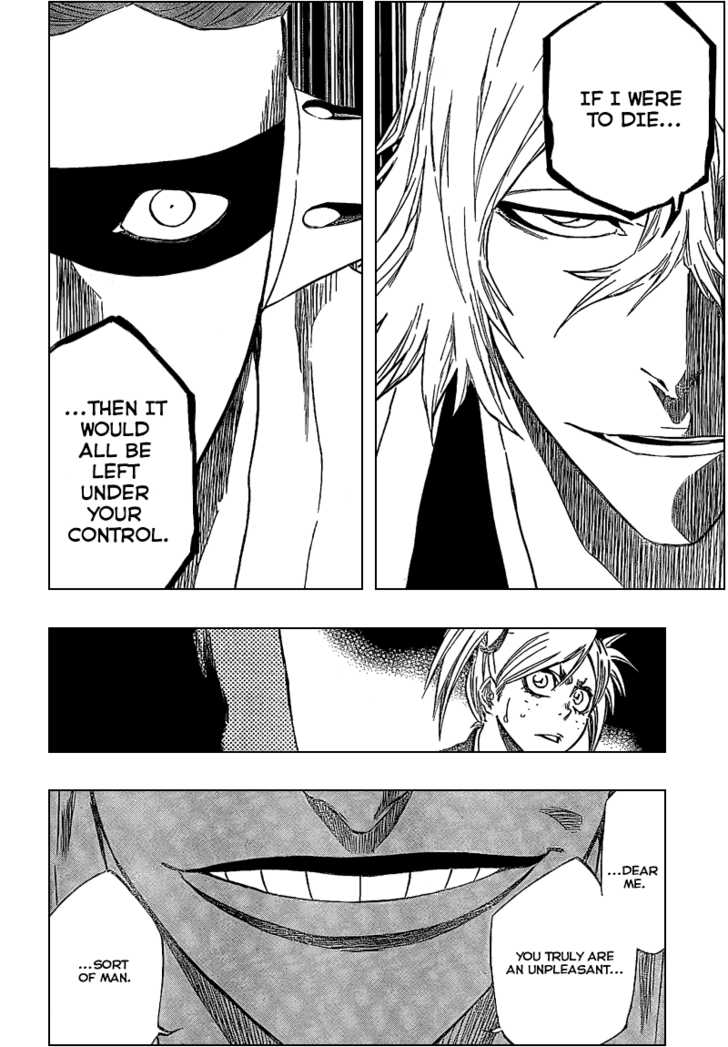 IF I WERE
TO DIE...
...THEN IT
WOULD
ALL BE
LEFT
UNDER
YOUR
CONTROL.
...DEAR
ME.
YOU TRULY ARE
AN UNPLEASANT...
...SORT
OF MAN.